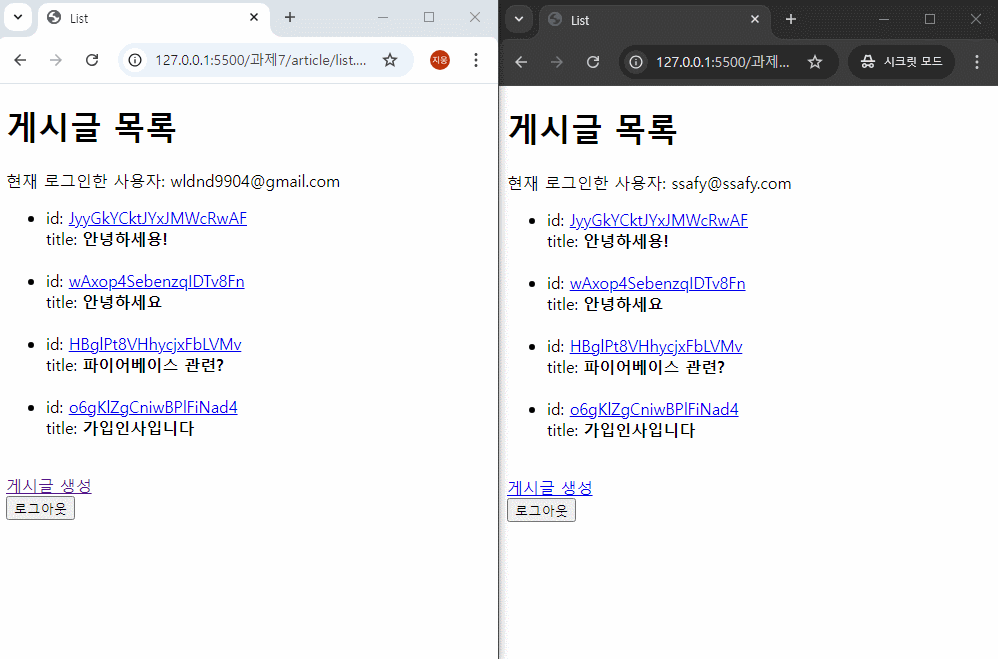 List
127.0.0.1:5500/과제7/article/list....
지웅
게시글 목록
현재 로그인한 사용자: wldnd9904@gmail.com
id: JyyGkYCktJYxJMWcRwAF
title: 안녕하세용!
id: wAxop4SebenzqIDTv8Fn
title: 안녕하세요
id: HBglPt8VHhycjxFbLVMv
title: 파이어베이스 관련?
id: o6gKlZgCniwBPlFiNad4
title: 가입인사입니다
게시글 생성
로그아웃
List
127.0.0.1:5500/과제...
시크릿 모드
게시글 목록
현재 로그인한 사용자: ssafy@ssafy.com
id: JyyGkYCktJYxJMWcRwAF
title: 안녕하세용!
id: wAxop4SebenzqIDTv8Fn
title: 안녕하세요
id: HBglPt8VHhycjxFbLVMv
title: 파이어베이스 관련?
id: o6gKlZgCniwBPlFiNad4
title: 가입인사입니다
게시글 생성
로그아웃